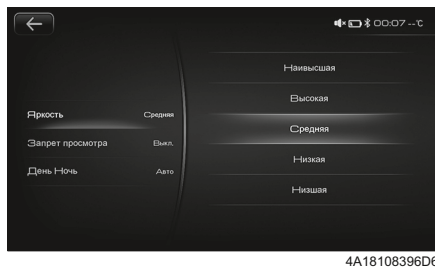 00:07 --℃
Яркость Средняя
Запрет просмотра Выкл.
День Ночь Авто
Наивысшая
Высокая
Средняя
Низкая
Низшая
4A18108396D6